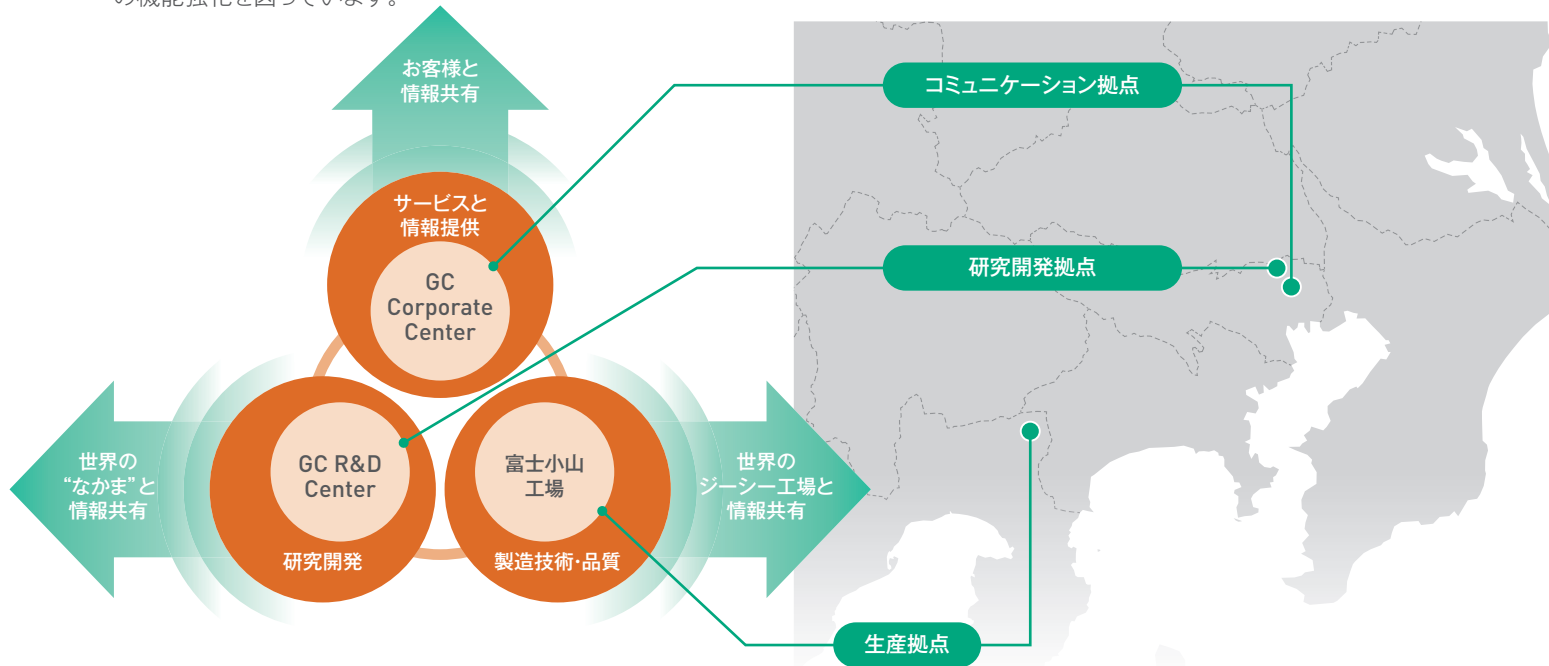 の機能強化を図っています。
お客様と
情報共有
サービスと
情報提供
GC
Corporate
Center
世界の
“なかま”と
情報共有
GC R&D
Center
研究開発
富士小山
工場
製造技術・品質
世界の
ジーシー工場と
情報共有
コミュニケーション拠点
研究開発拠点
生産拠点